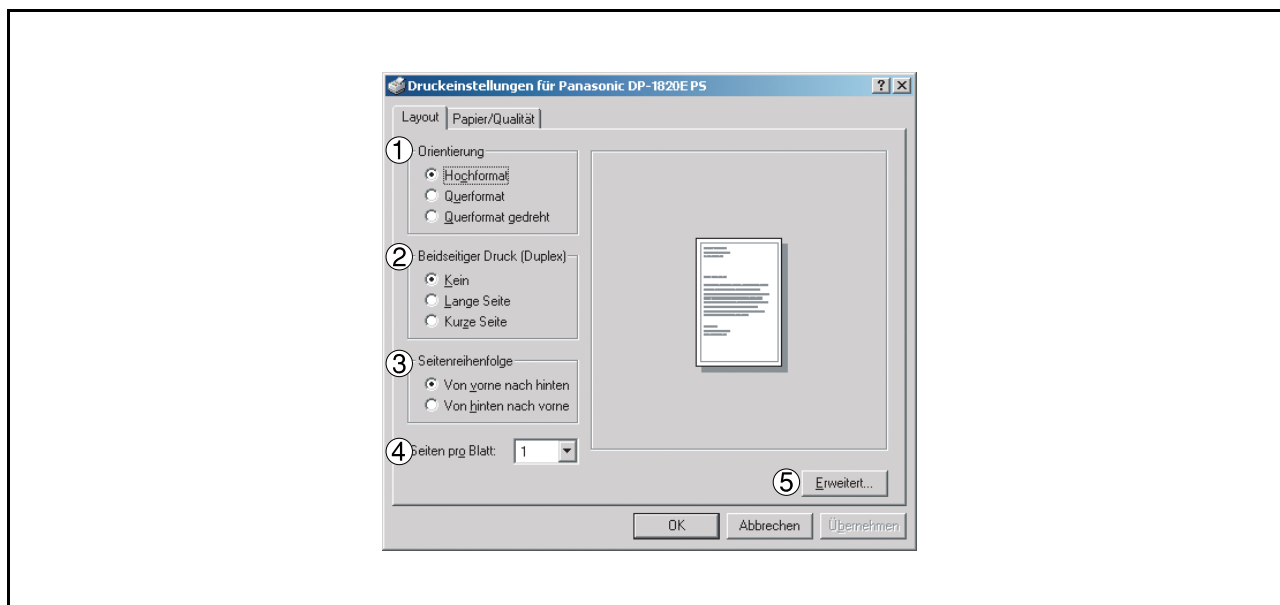 Druckeinstellungen für Panasonic DP-1820E PS
? X
Layout Papier/Qualität
1 Orientierung
Hochformat
Querformat
Querformat gedreht
2 Beidseitiger Druck (Duplex)
Kein
Lange Seite
Kurze Seite
3 Seitenreihenfolge
Von vorne nach hinten
Von hinten nach vorne
4 Seiten pro Blatt: 1
5 Erweitert...
OK Abbrechen Übernehmen